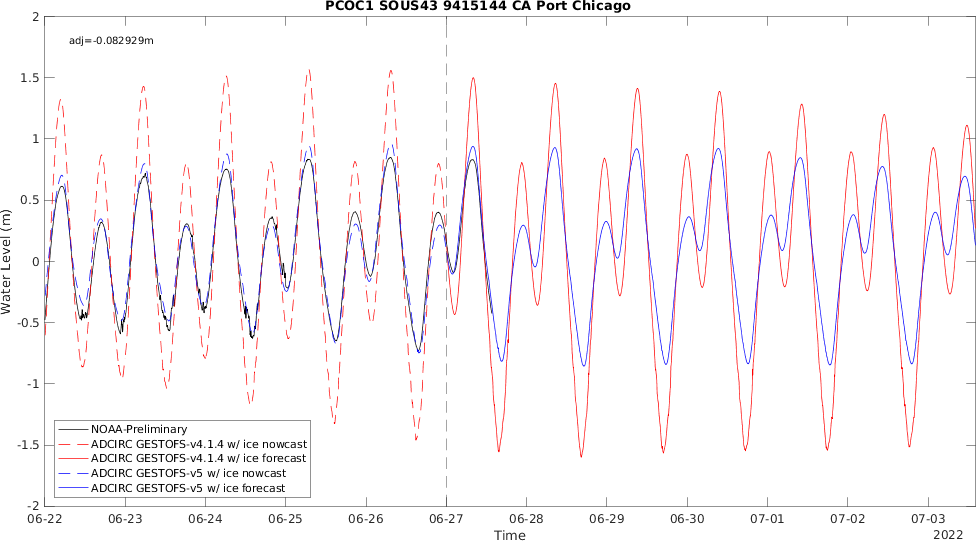 PCOC1 SOUS43 9415144 CA Port Chicago
adj=-0.082929m
2
1.5
1
0.5
0
-0.5
-1
-1.5
-2
Water Level (m)
NOAA-Preliminary
ADCIRC GESTOFS-v4.1.4 w/ ice nowcast
ADCIRC GESTOFS-v4.1.4 w/ ice forecast
ADCIRC GESTOFS-v5 w/ ice nowcast
ADCIRC GESTOFS-v5 w/ ice forecast
06-22 06-23 06-24 06-25 06-26 06-27 06-28 06-29 06-30 07-01 07-02 07-03
Time
2022